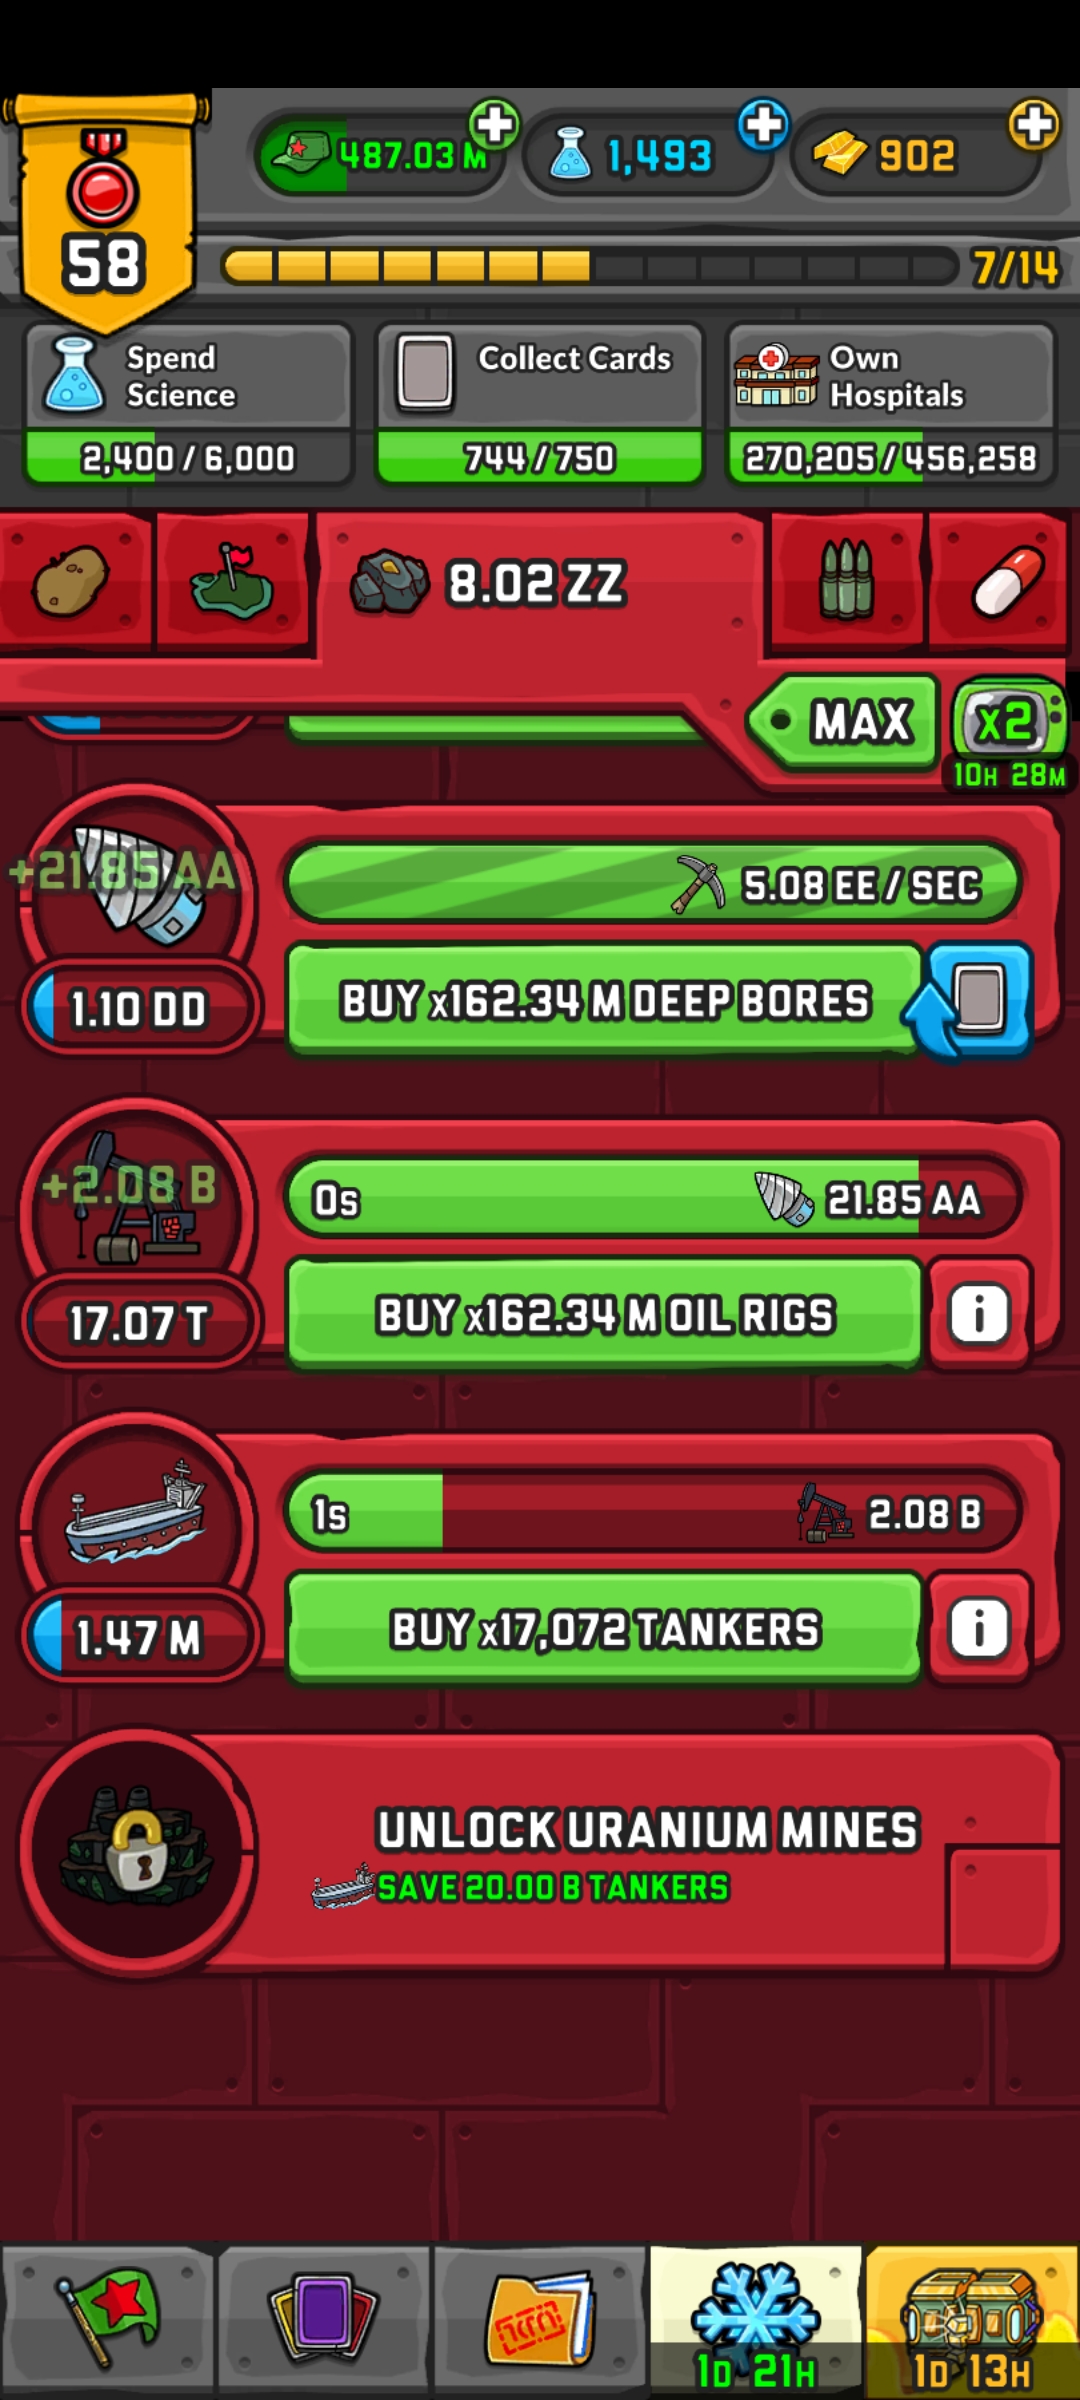 58
487.03 M
1,493
902
7/14
Spend
Science
2,400 / 6,000
Collect Cards
744 / 750
Own
Hospitals
270,205 / 456,258
8.02 ZZ
MAX
x2
10H 28M
+21.85 AA
5.08 EE / SEC
1.10 DD
BUY x162.34 M DEEP BORES
+2.08 B
0s
21.85 AA
17.07 T
BUY x162.34 M OIL RIGS
i
1s
2.08 B
1.47 M
BUY x17,072 TANKERS
i
UNLOCK URANIUM MINES
SAVE 20.00 B TANKERS
1D 21H
1D 13H